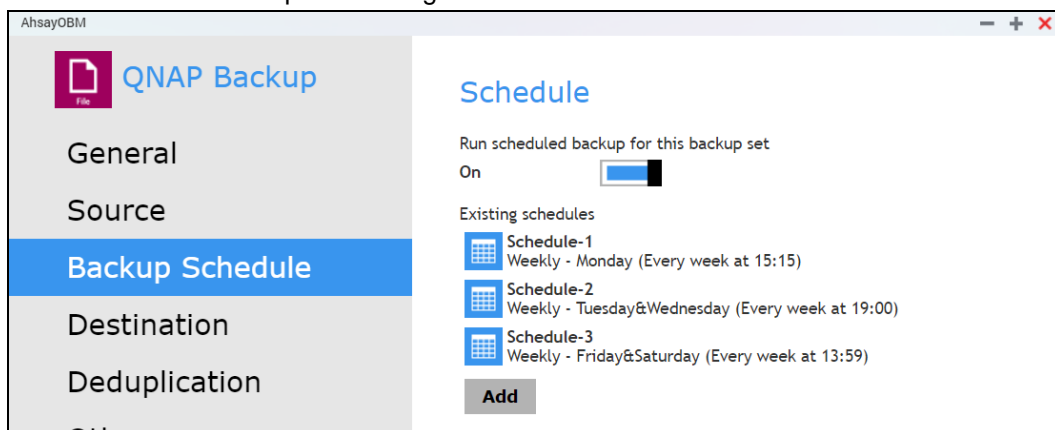 AhsayOBM
QNAP Backup
File
General
Source
Backup Schedule
Destination
Deduplication
Schedule
Run scheduled backup for this backup set
On
Existing schedules
Schedule-1
Weekly - Monday (Every week at 15:15)
Schedule-2
Weekly - Tuesday&Wednesday (Every week at 19:00)
Schedule-3
Weekly - Friday&Saturday (Every week at 13:59)
Add